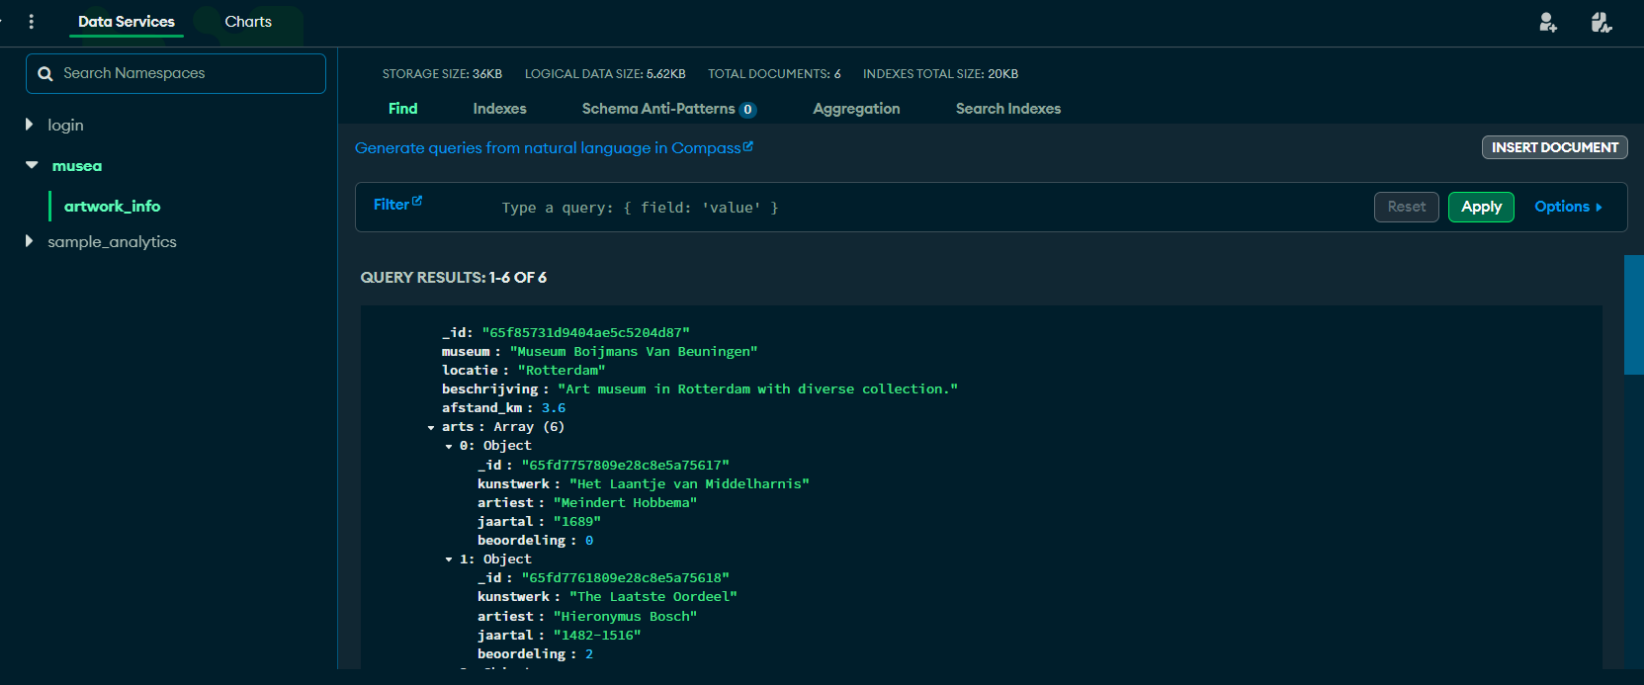 Data Services
Charts
Search Namespaces
login
musea
artwork_info
sample_analytics
STORAGE SIZE: 36KB LOGICAL DATA SIZE: 5.62KB TOTAL DOCUMENTS: 6 INDEXES TOTAL SIZE: 20KB
Find Indexes Schema Anti-Patterns 0 Aggregation Search Indexes
Generate queries from natural language in Compass
INSERT DOCUMENT
Filter Type a query: { field: 'value' } Reset Apply Options
QUERY RESULTS: 1-6 OF 6
_id: "65f85731d9404ae5c5204d87"
museum : "Museum Boijmans Van Beuningen"
locatie : "Rotterdam"
beschrijving : "Art museum in Rotterdam with diverse collection."
afstand_km : 3.6
arts : Array (6)
0: Object
_id : "65fd7757809e28c8e5a75617"
kunstwerk : "Het Laantje van Middelharnis"
artiest : "Meindert Hobbema"
jaartal : "1689"
beoordeling : 0
1: Object
_id : "65fd7761809e28c8e5a75618"
kunstwerk : "The Laatste Oordeel"
artiest : "Hieronymus Bosch"
jaartal : "1482-1516"
beoordeling : 2